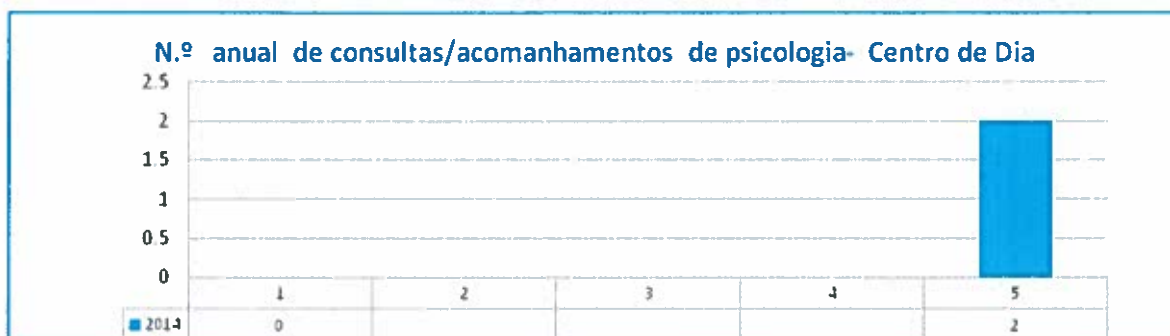 N.º anual de consultas/acomanhamentos de psicologia- Centro de Dia
2.5
2
1.5
1
0.5
0
1 2 3 4 5
2014 0 2